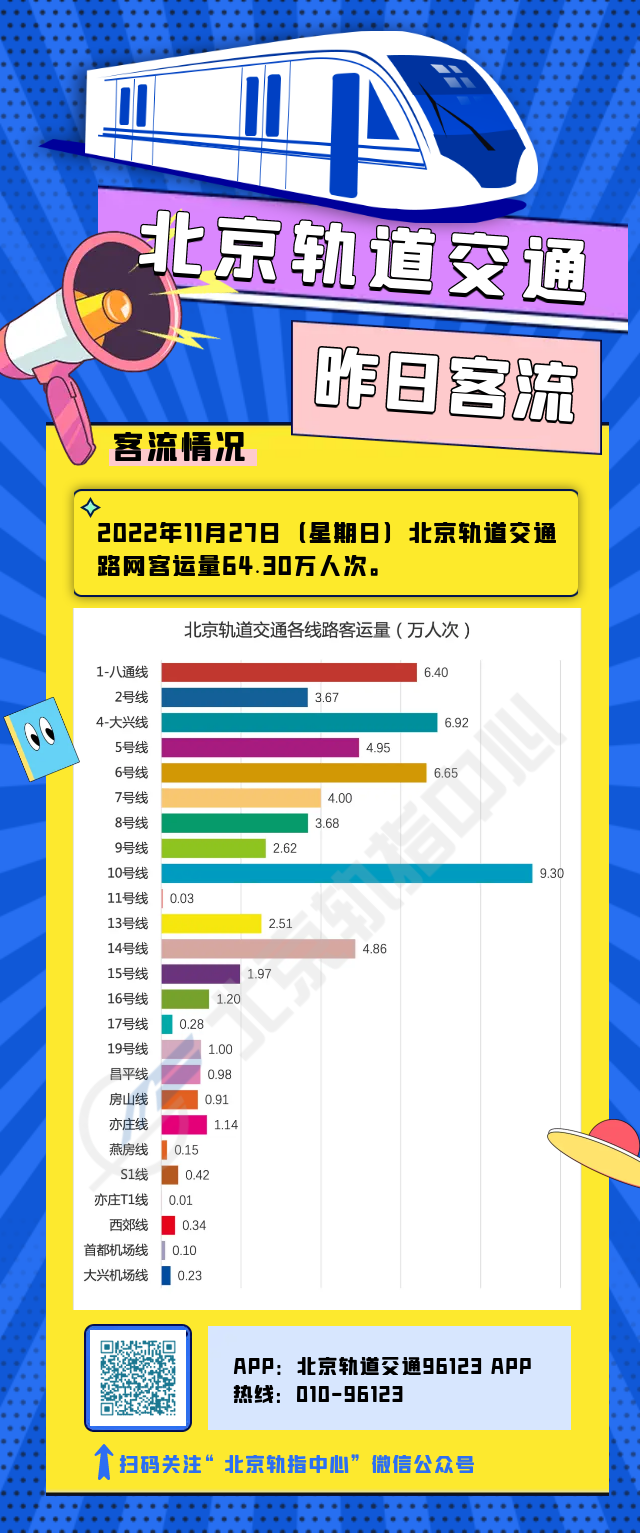 北京轨道交通
昨日客流
客流情况
2022年11月27日（星期日）北京轨道交通
路网客运量64.30万人次。
北京轨道交通各线路客运量（万人次）
1-八通线 6.40
2号线 3.67
4-大兴线 6.92
5号线 4.95
6号线 6.65
7号线 4.00
8号线 3.68
9号线 2.62
10号线 9.30
11号线 0.03
13号线 2.51
14号线 4.86
15号线 1.97
16号线 1.20
17号线 0.28
19号线 1.00
昌平线 0.98
房山线 0.91
亦庄线 1.14
燕房线 0.15
S1线 0.42
亦庄T1线 0.01
西郊线 0.34
首都机场线 0.10
大兴机场线 0.23
北京轨指中心
APP：北京轨道交通96123 APP
热线：010-96123
扫码关注“北京轨指中心”微信公众号